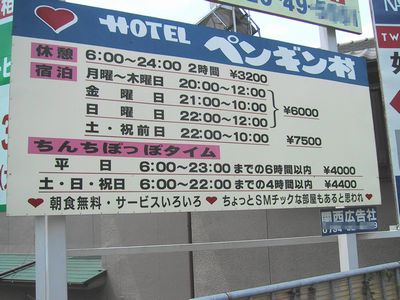 HOTEL ペンギン村
休憩 6:00〜24:00 2時間 ¥3200
宿泊 月曜〜木曜日 20:00〜12:00
金曜日 21:00〜10:00
日曜日 22:00〜12:00
¥6000
土・祝前日 22:00〜10:00 ¥7500
ちんちぽっぽタイム
平日 6:00〜23:00までの6時間以内 ¥4000
土・日・祝日 6:00〜22:00までの4時間以内 ¥4400
朝食無料・サービスいろいろ ちょっとSMチックな部屋もあると思われ
関西広告社